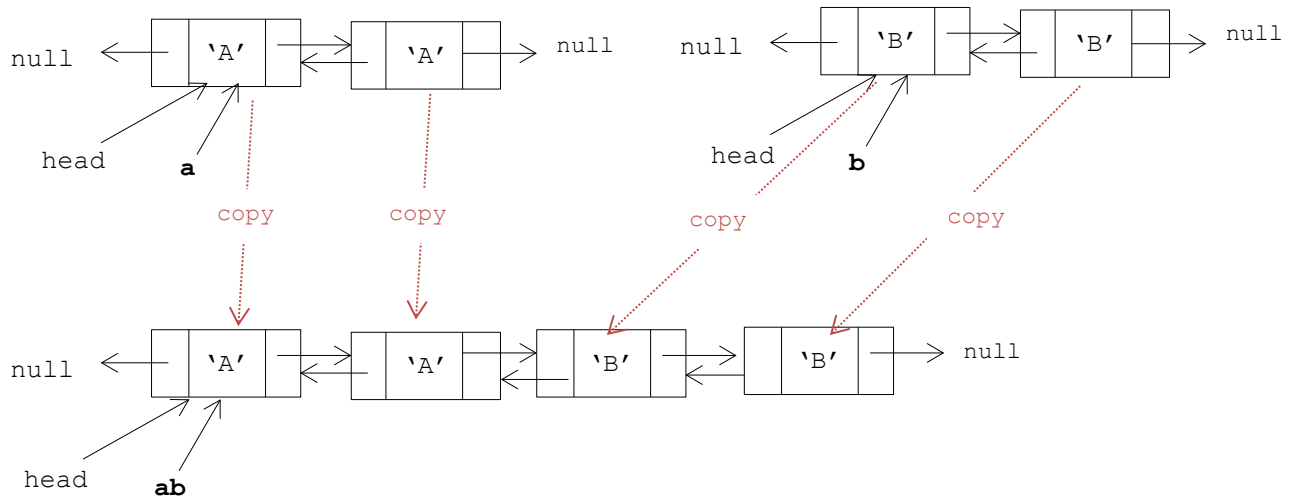 null ‘A’ ‘A’ null null ‘B’ ‘B’ null
head a head b
copy copy copy copy
null ‘A’ ‘A’ ‘B’ ‘B’ null
head ab